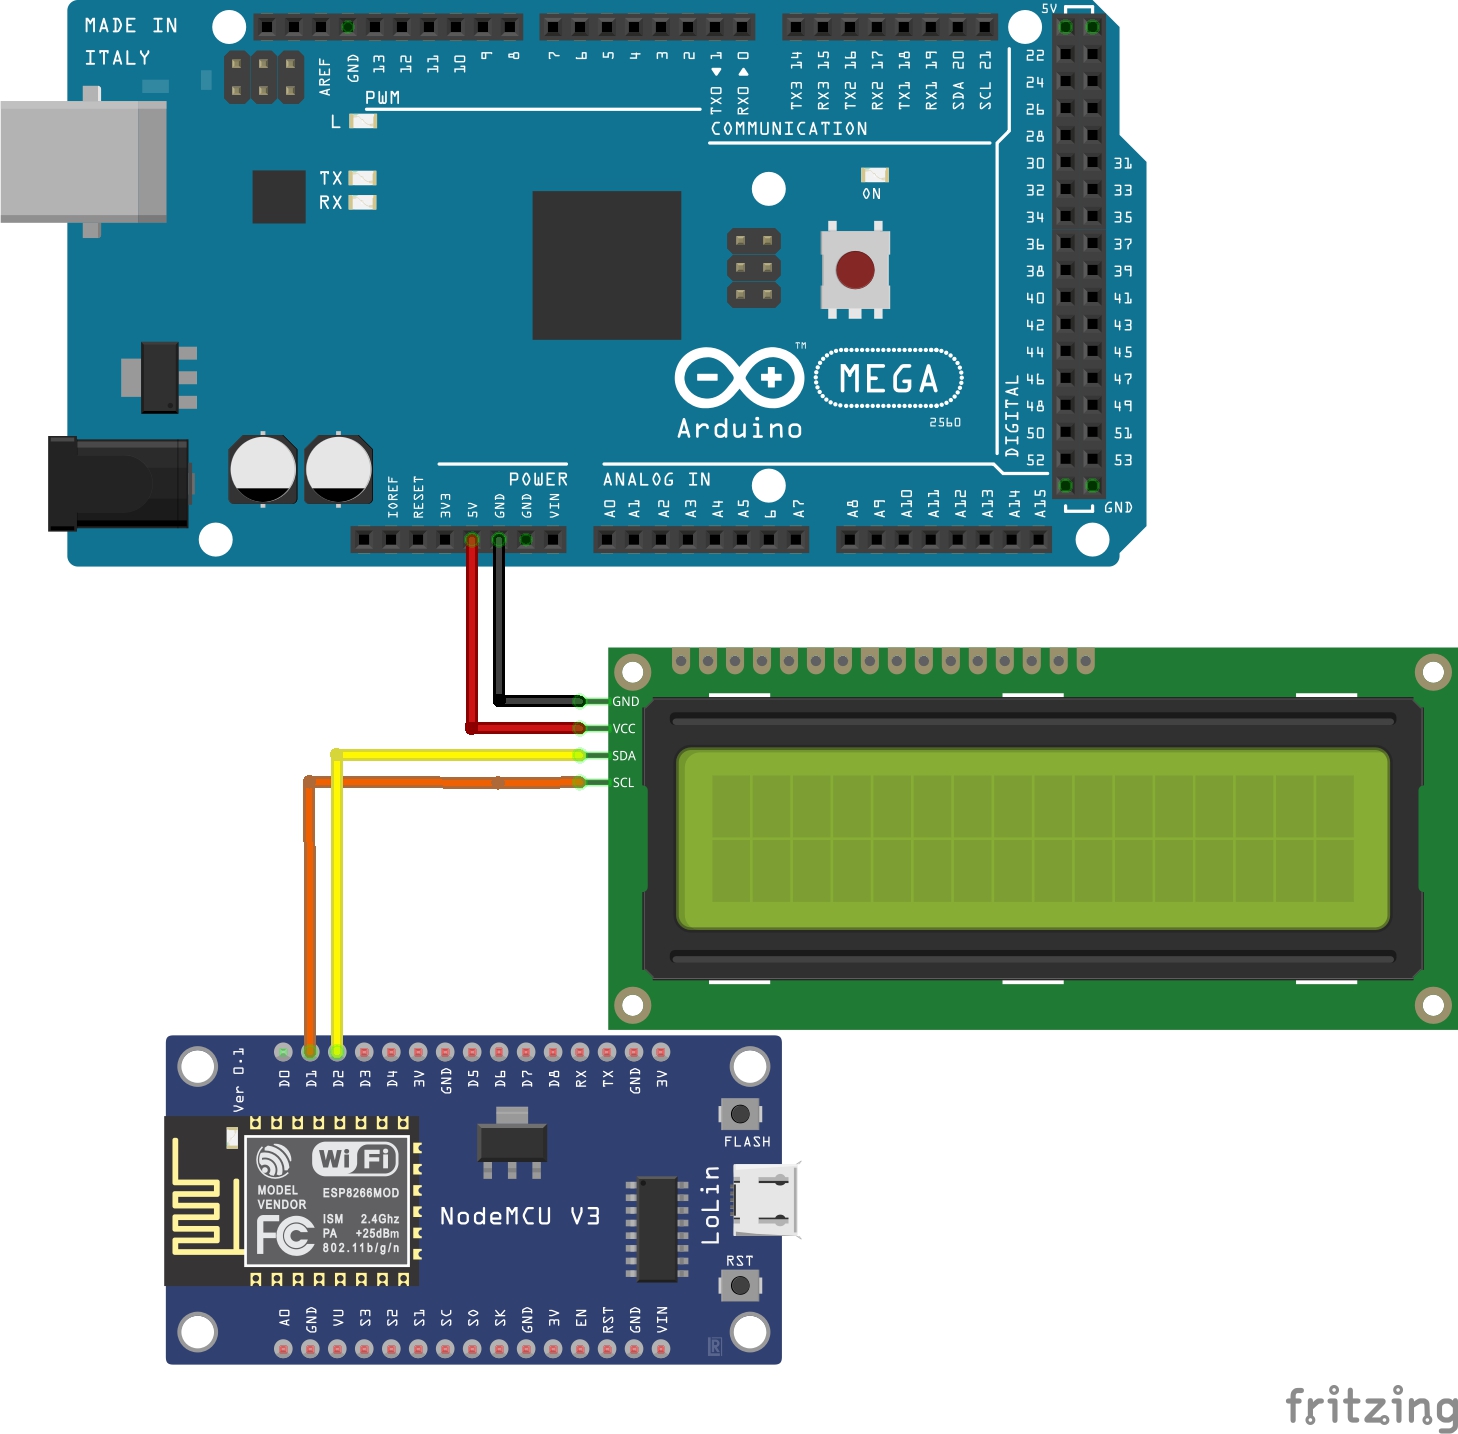 MADE IN
ITALY
AREF
GND
13
12
11
10
9
8
7
6
5
4
3
2
TX0 1
RX0 0
TX3 14
RX3 15
TX2 16
RX2 17
TX1 18
RX1 19
SDA 20
SCL 21
5V
PWM
COMMUNICATION
L
TX
RX
ON
22
24
26
28
30 31
32 33
34 35
36 37
38 39
40 41
42 43
44 45
46 47
48 49
50 51
52 53
GND
DIGITAL
TM
MEGA
Arduino
2560
POWER
ANALOG IN
IOREF
RESET
3V3
5V
GND
GND
VIN
A0
A1
A2
A3
A4
A5
6
A7
A8
A9
A10
A11
A12
A13
A14
A15
GND
VCC
SDA
SCL
Ver 0.1
D0
D1
D2
D3
D4
3V
GND
D5
D6
D7
D8
RX
TX
GND
3V
FLASH
WiFi
MODEL
VENDOR
ESP8266MOD
FC
ISM 2.4Ghz
PA +25dBm
802.11b/g/n
NodeMCU V3
LoLin
RST
A0
GND
VU
S3
S2
S1
SC
S0
SK
GND
3V
EN
RST
GND
VIN
R
fritzing